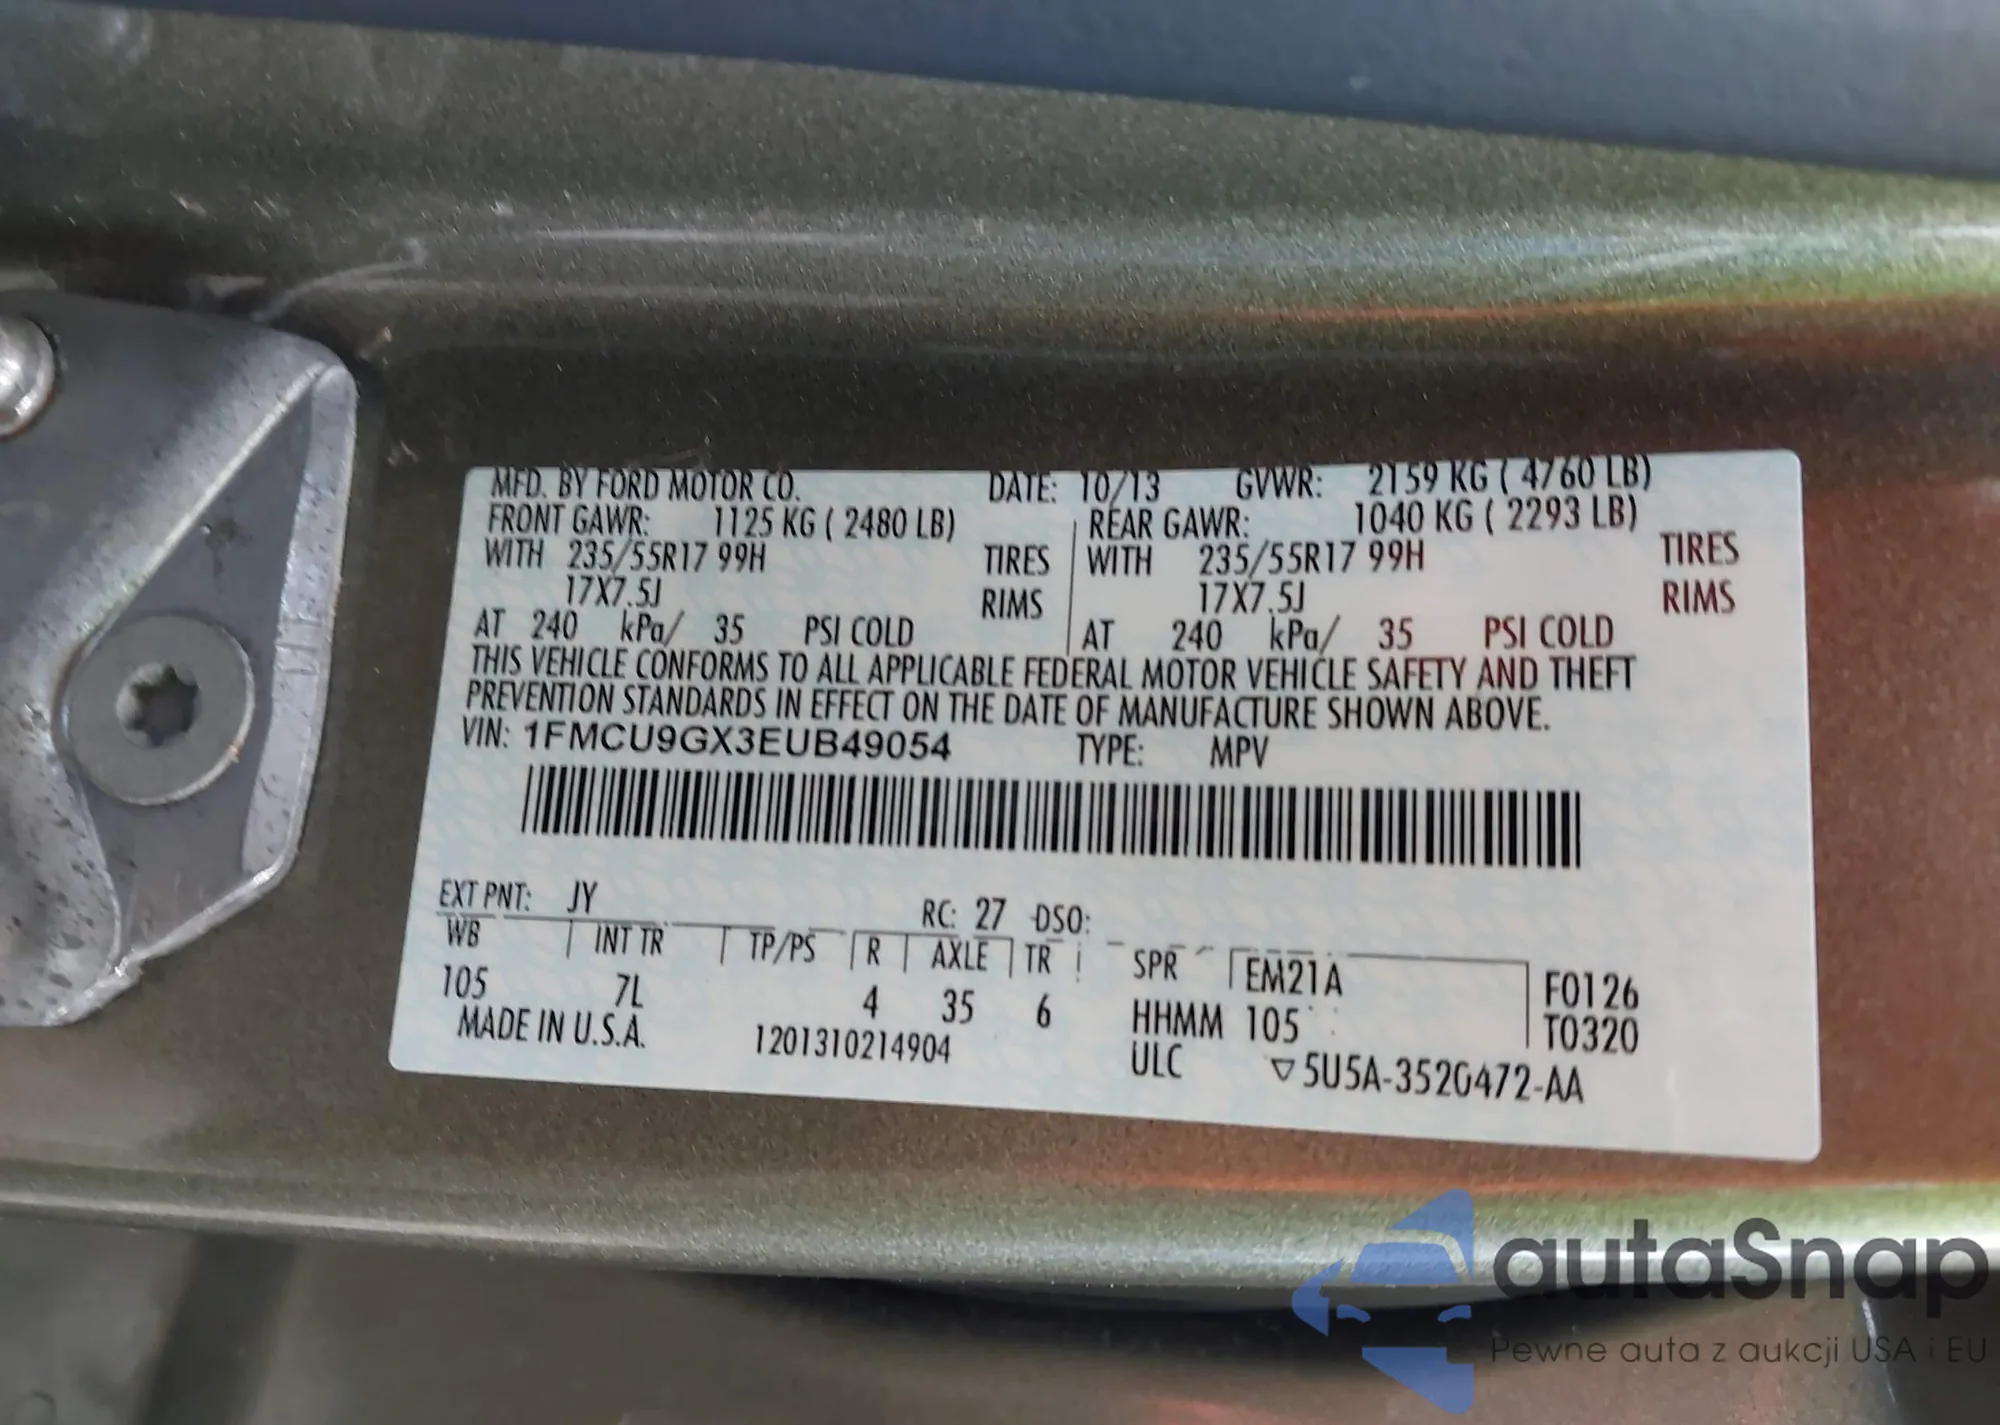 MFD. BY FORD MOTOR CO. DATE: 10/13 GVWR: 2159 KG ( 4760 LB)
FRONT GAWR: 1125 KG ( 2480 LB) REAR GAWR: 1040 KG ( 2293 LB)
WITH 235/55R17 99H TIRES WITH 235/55R17 99H TIRES
17X7.5J RIMS 17X7.5J RIMS
AT 240 kPa/ 35 PSI COLD AT 240 kPa/ 35 PSI COLD
THIS VEHICLE CONFORMS TO ALL APPLICABLE FEDERAL MOTOR VEHICLE SAFETY AND THEFT
PREVENTION STANDARDS IN EFFECT ON THE DATE OF MANUFACTURE SHOWN ABOVE.
VIN: 1FMCU9GX3EUB49054 TYPE: MPV
EXT PNT: JY RC: 27 DSO:
WB INT TR TP/PS R AXLE TR SPR EM21A F0126
105 7L 4 35 6 HHMM 105 T0320
MADE IN U.S.A. 1201310214904 ULC ▽5U5A-3520472-AA
autaSnap
Pewne auta z aukcji USA i EU